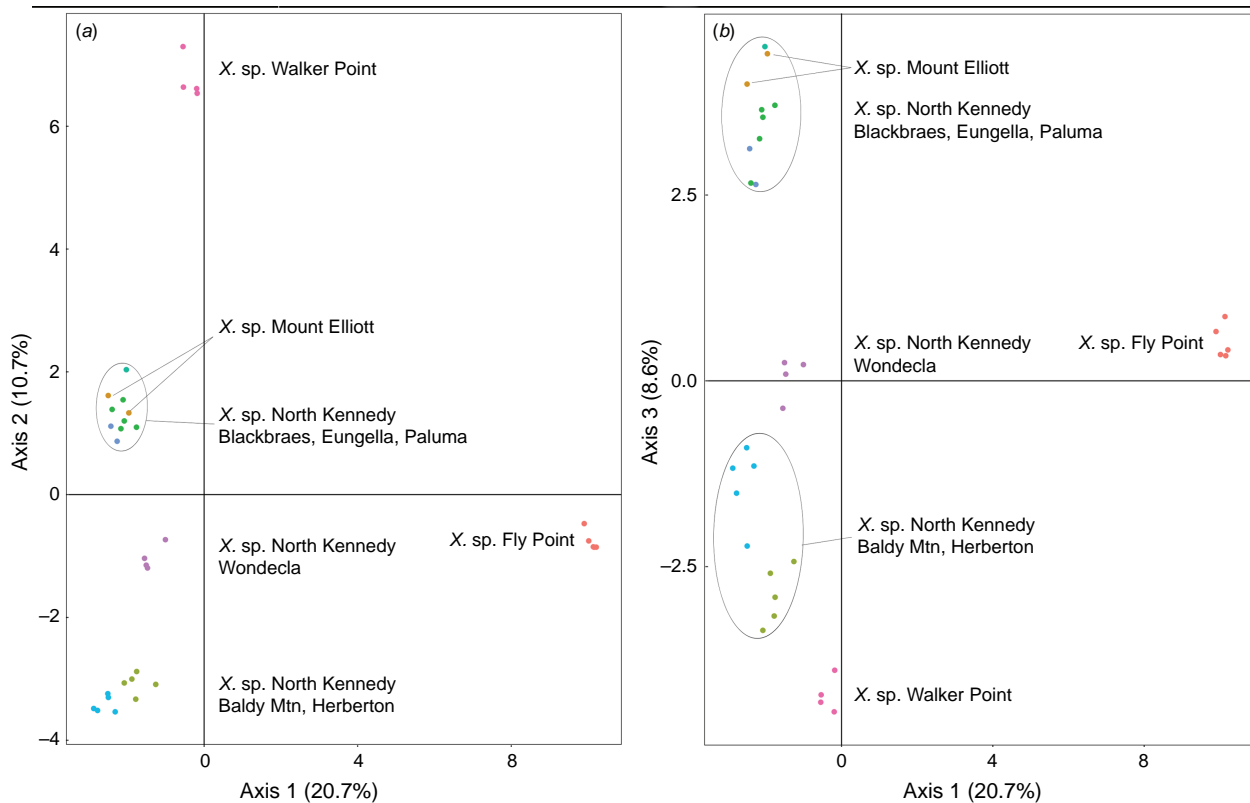 (a)
X. sp. Walker Point
6
4
X. sp. Mount Elliott
2
X. sp. North Kennedy
Blackbraes, Eungella, Paluma
0
X. sp. North Kennedy
Wondecla
X. sp. Fly Point
–2
X. sp. North Kennedy
Baldy Mtn, Herberton
–4
Axis 2 (10.7%)
0
4
8
Axis 1 (20.7%)
(b)
X. sp. Mount Elliott
X. sp. North Kennedy
Blackbraes, Eungella, Paluma
2.5
X. sp. North Kennedy
Wondecla
X. sp. Fly Point
0.0
X. sp. North Kennedy
Baldy Mtn, Herberton
–2.5
X. sp. Walker Point
Axis 3 (8.6%)
0
4
8
Axis 1 (20.7%)